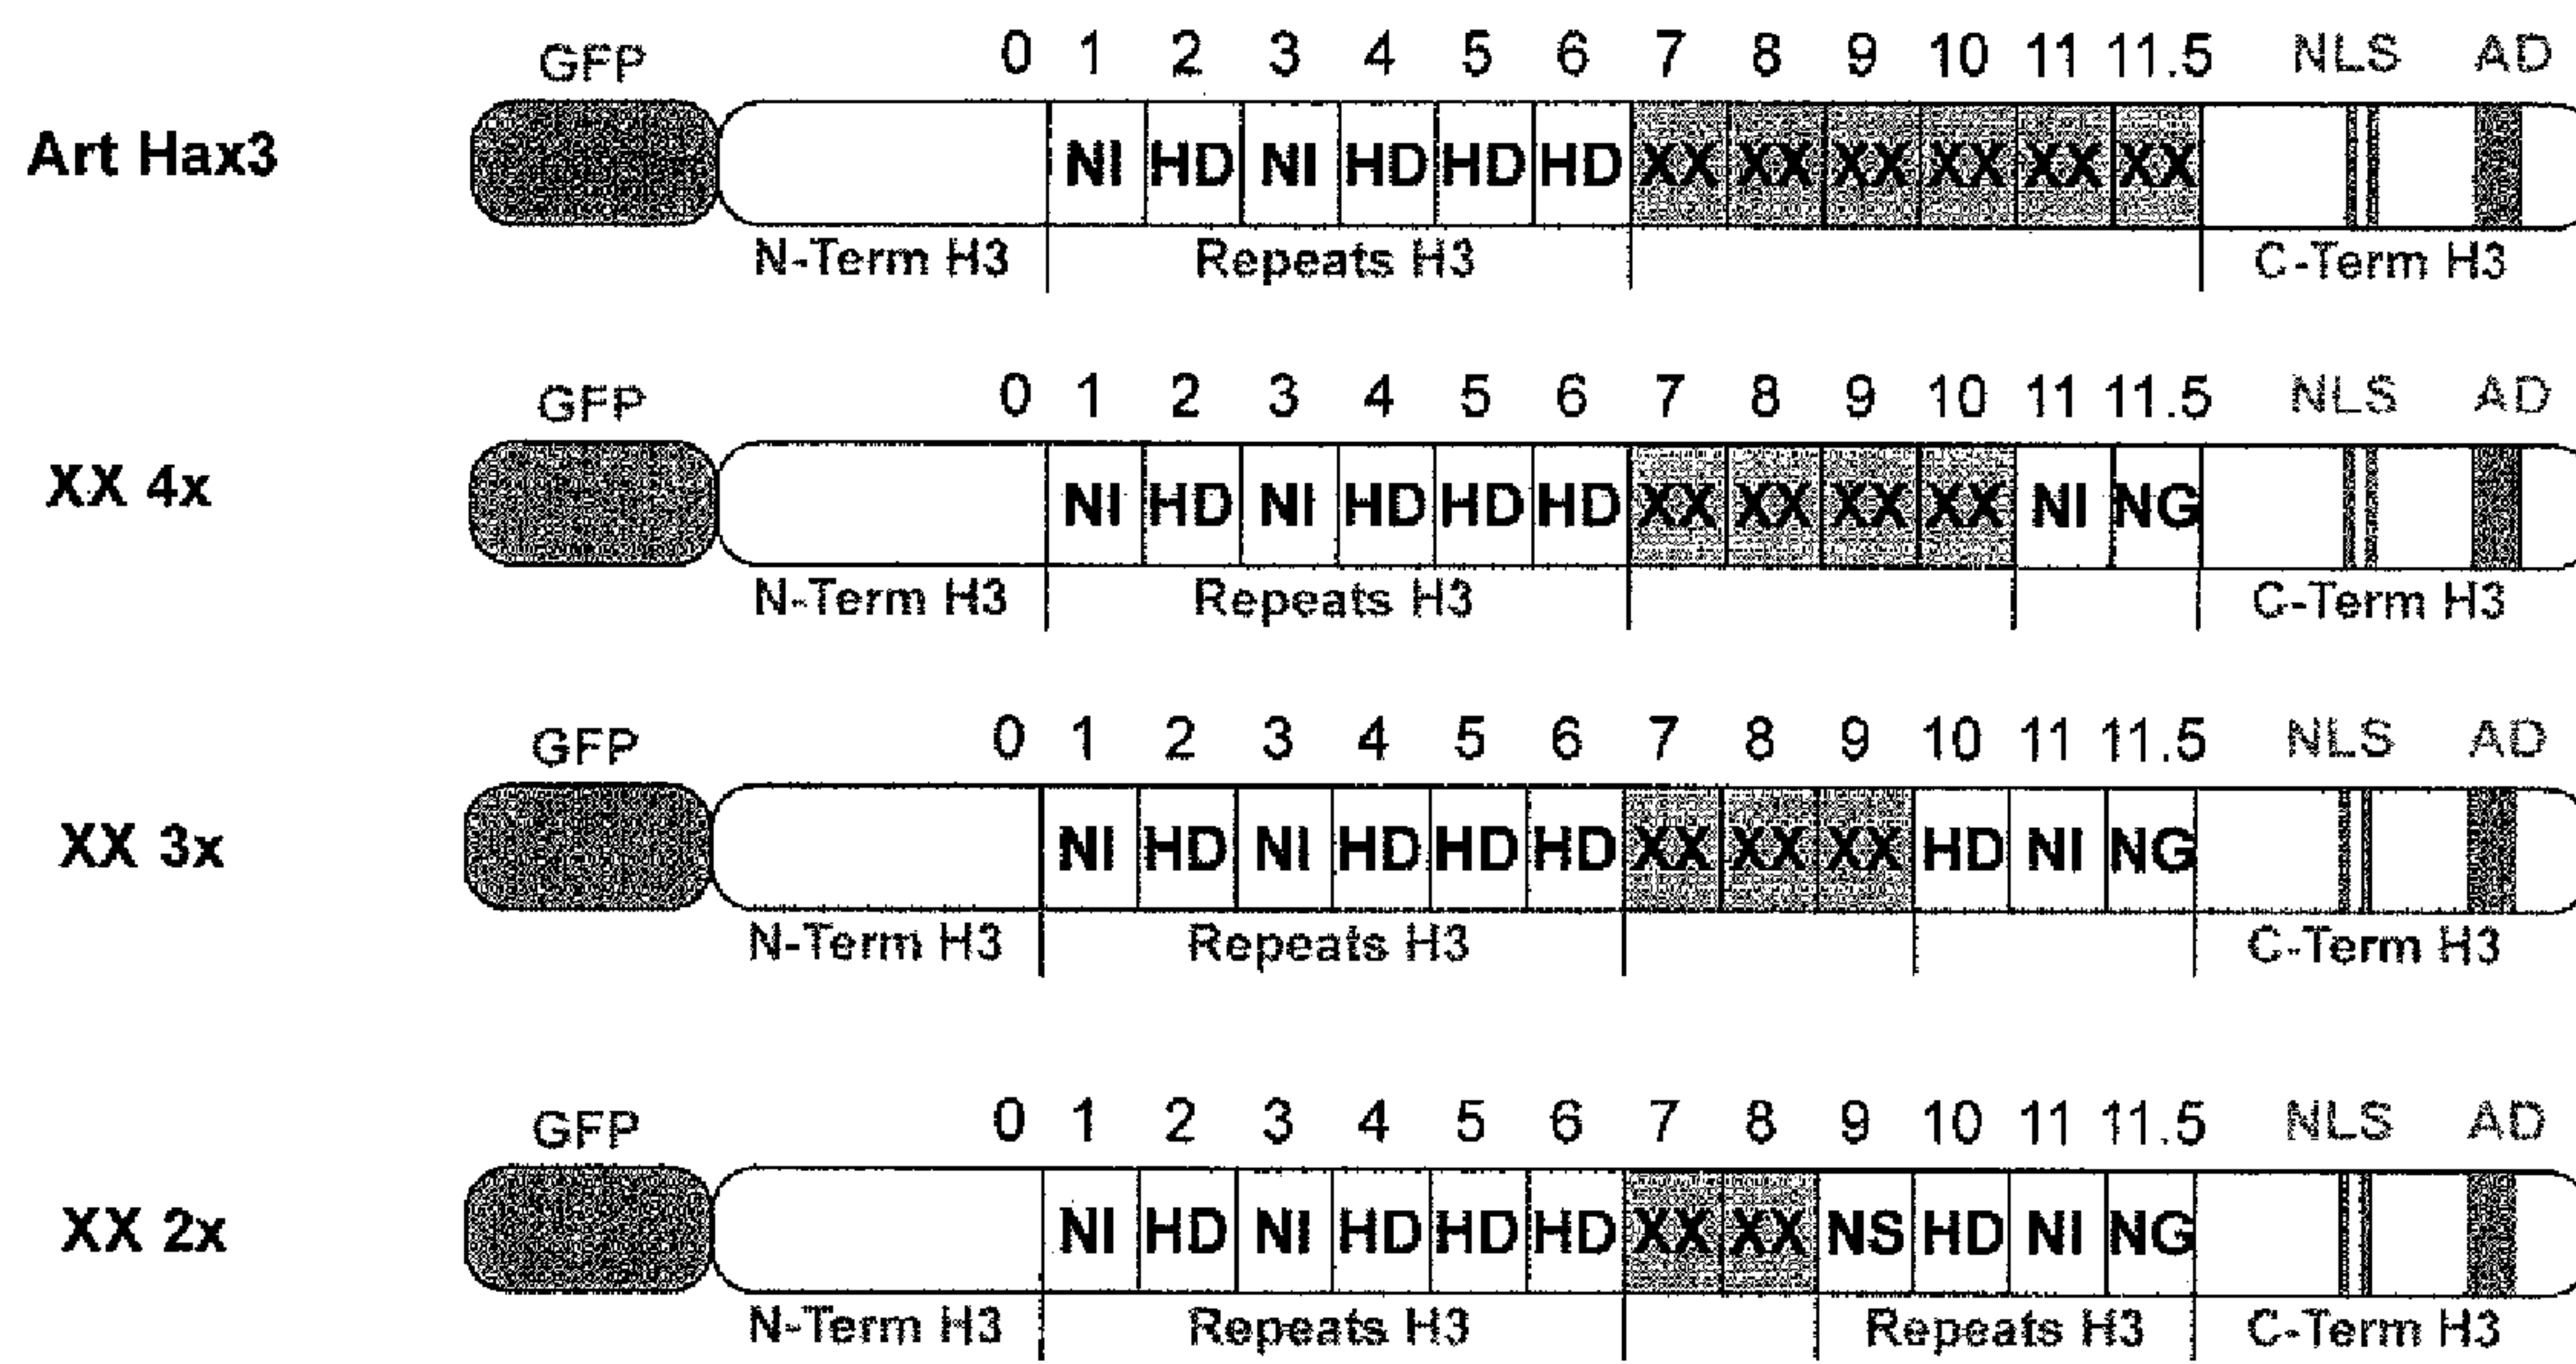 GFP 0 1 2 3 4 5 6 7 8 9 10 11 11.5 NLS AD
Art Hax3 NI HD NI HD HD HD XX XX XX XX XX XX
N-Term H3 Repeats H3 C-Term H3
GFP 0 1 2 3 4 5 6 7 8 9 10 11 11.5 NLS AD
XX 4x NI HD NI HD HD HD XX XX XX XX NI NG
N-Term H3 Repeats H3 C-Term H3
GFP 0 1 2 3 4 5 6 7 8 9 10 11 11.5 NLS AD
XX 3x NI HD NI HD HD HD XX XX XX HD NI NG
N-Term H3 Repeats H3 C-Term H3
GFP 0 1 2 3 4 5 6 7 8 9 10 11 11.5 NLS AD
XX 2x NI HD NI HD HD HD XX XX NS HD NI NG
N-Term H3 Repeats H3 Repeats H3 C-Term H3